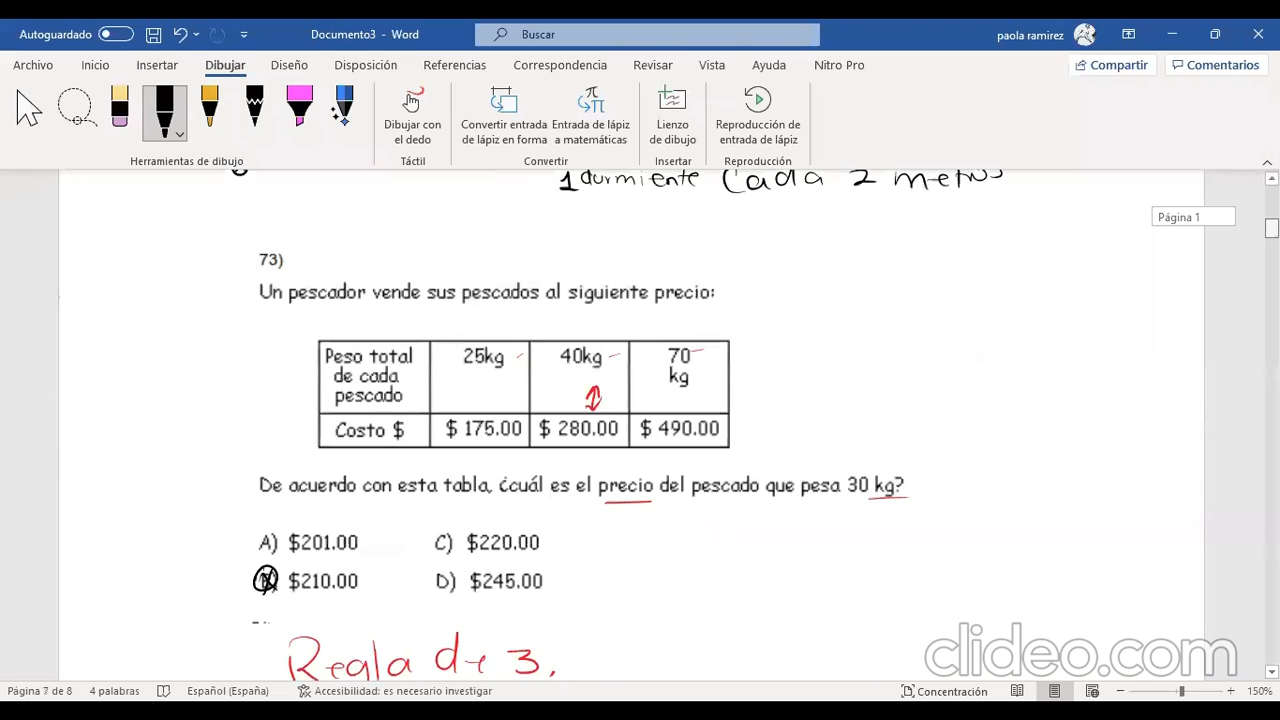 Autoguardado
Documento3 - Word
Buscar
paola ramirez
Archivo Inicio Insertar Dibujar Diseño Disposición Referencias Correspondencia Revisar Vista Ayuda Nitro Pro
Compartir Comentarios
Dibujar con el dedo
Convertir entrada de lápiz en forma
Entrada de lápiz a matemáticas
Lienzo de dibujo
Reproducción de entrada de lápiz
Herramientas de dibujo Táctil Convertir Insertar Reproducción
1 durmiente Cada 2 metros
Página 1
73)
Un pescador vende sus pescados al siguiente precio:
Peso total de cada pescado 25kg 40kg 70 kg
Costo $ $ 175.00 $ 280.00 $ 490.00
De acuerdo con esta tabla, ¿cuál es el precio del pescado que pesa 30 kg?
A) $201.00 C) $220.00
$210.00 D) $245.00
Regla de 3.
clideo.com
Página 7 de 8 4 palabras Español (España) Accesibilidad: es necesario investigar Concentración 150%